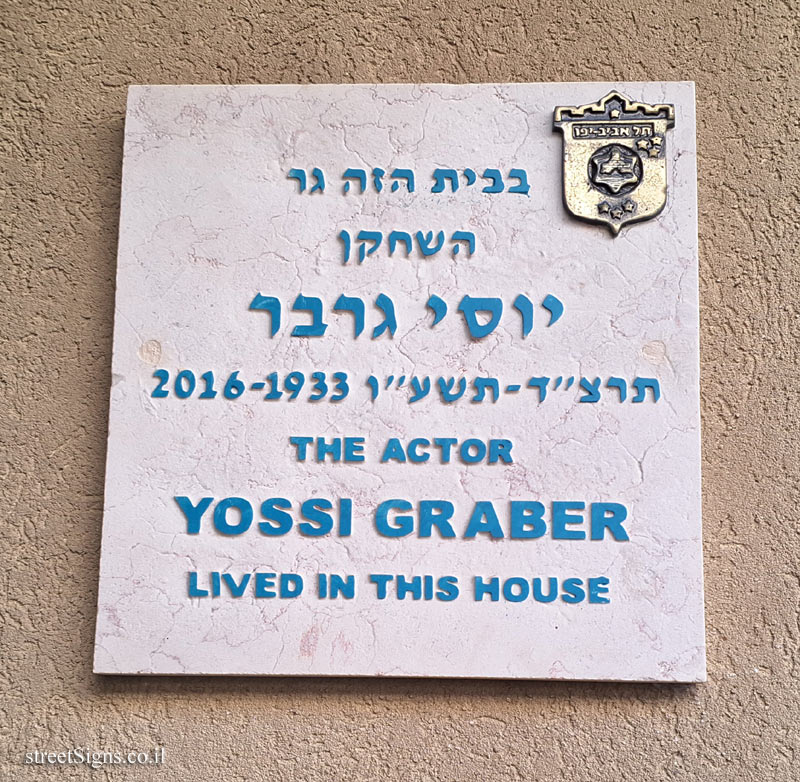 תל אביב-יפו
בבית הזה גר
השחקן
יוסי גרבר
תרצ״ד-תשע״ו 2016-1933
THE ACTOR
YOSSI GRABER
LIVED IN THIS HOUSE
streetSigns.co.il